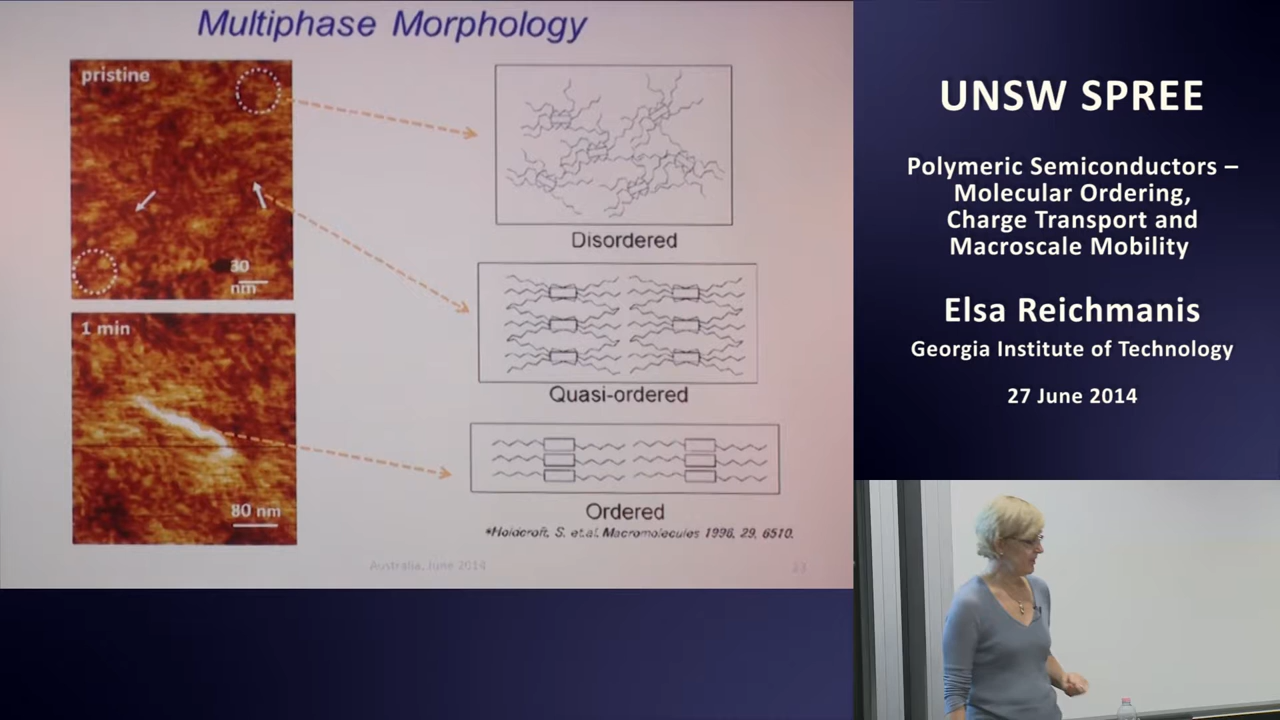 Multiphase Morphology
pristine
30
nm
1 min
80 nm
Disordered
Quasi-ordered
Ordered
*Holdcroft, S. et.al. Macromolecules 1996, 29, 6510.
Australia, June 2014
23
UNSW SPREE
Polymeric Semiconductors –
Molecular Ordering,
Charge Transport and
Macroscale Mobility
Elsa Reichmanis
Georgia Institute of Technology
27 June 2014